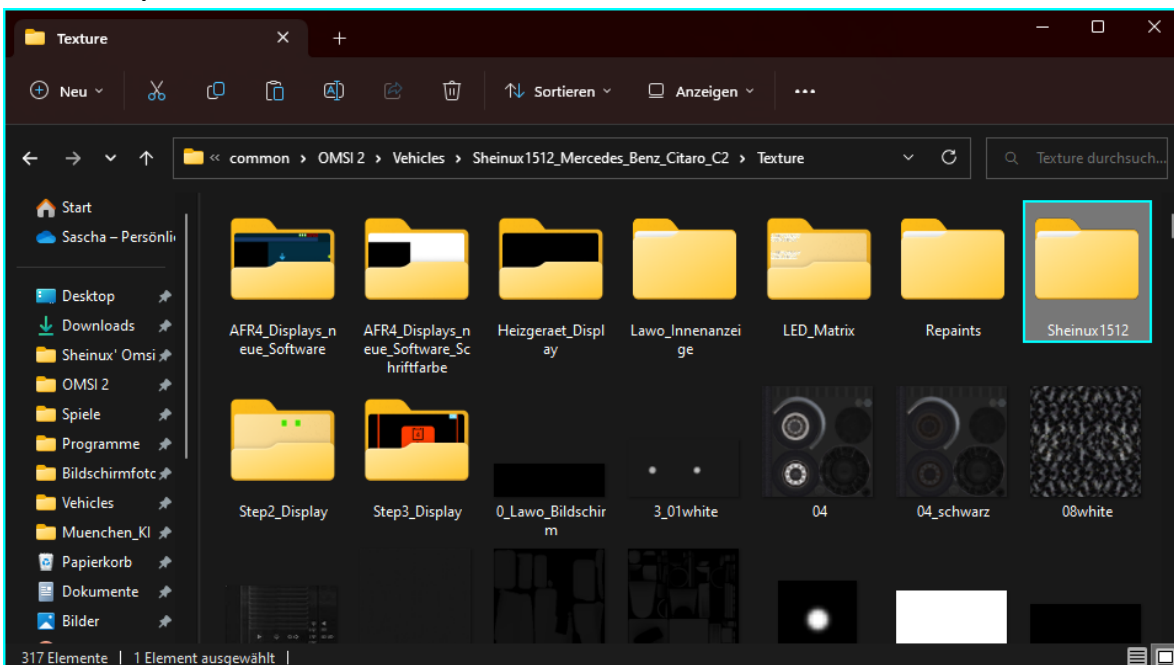 Texture
Neu
Sortieren
Anzeigen
« common > OMSI 2 > Vehicles > Sheinux1512_Mercedes_Benz_Citaro_C2 > Texture
Texture durchsuch...
Start
Sascha – Persönli
Desktop
Downloads
Sheinux' Omsi
OMSI 2
Spiele
Programme
Bildschirmfoto
Vehicles
Muenchen_KI
Papierkorb
Dokumente
Bilder
AFR4_Displays_n
eue_Software
AFR4_Displays_n
eue_Software_Sc
hriftfarbe
Heizgeraet_Displ
ay
Lawo_Innenanzei
ge
LED_Matrix
Repaints
Sheinux1512
Step2_Display
Step3_Display
0_Lawo_Bildschir
m
3_01white
04
04_schwarz
08white
317 Elemente | 1 Element ausgewählt |